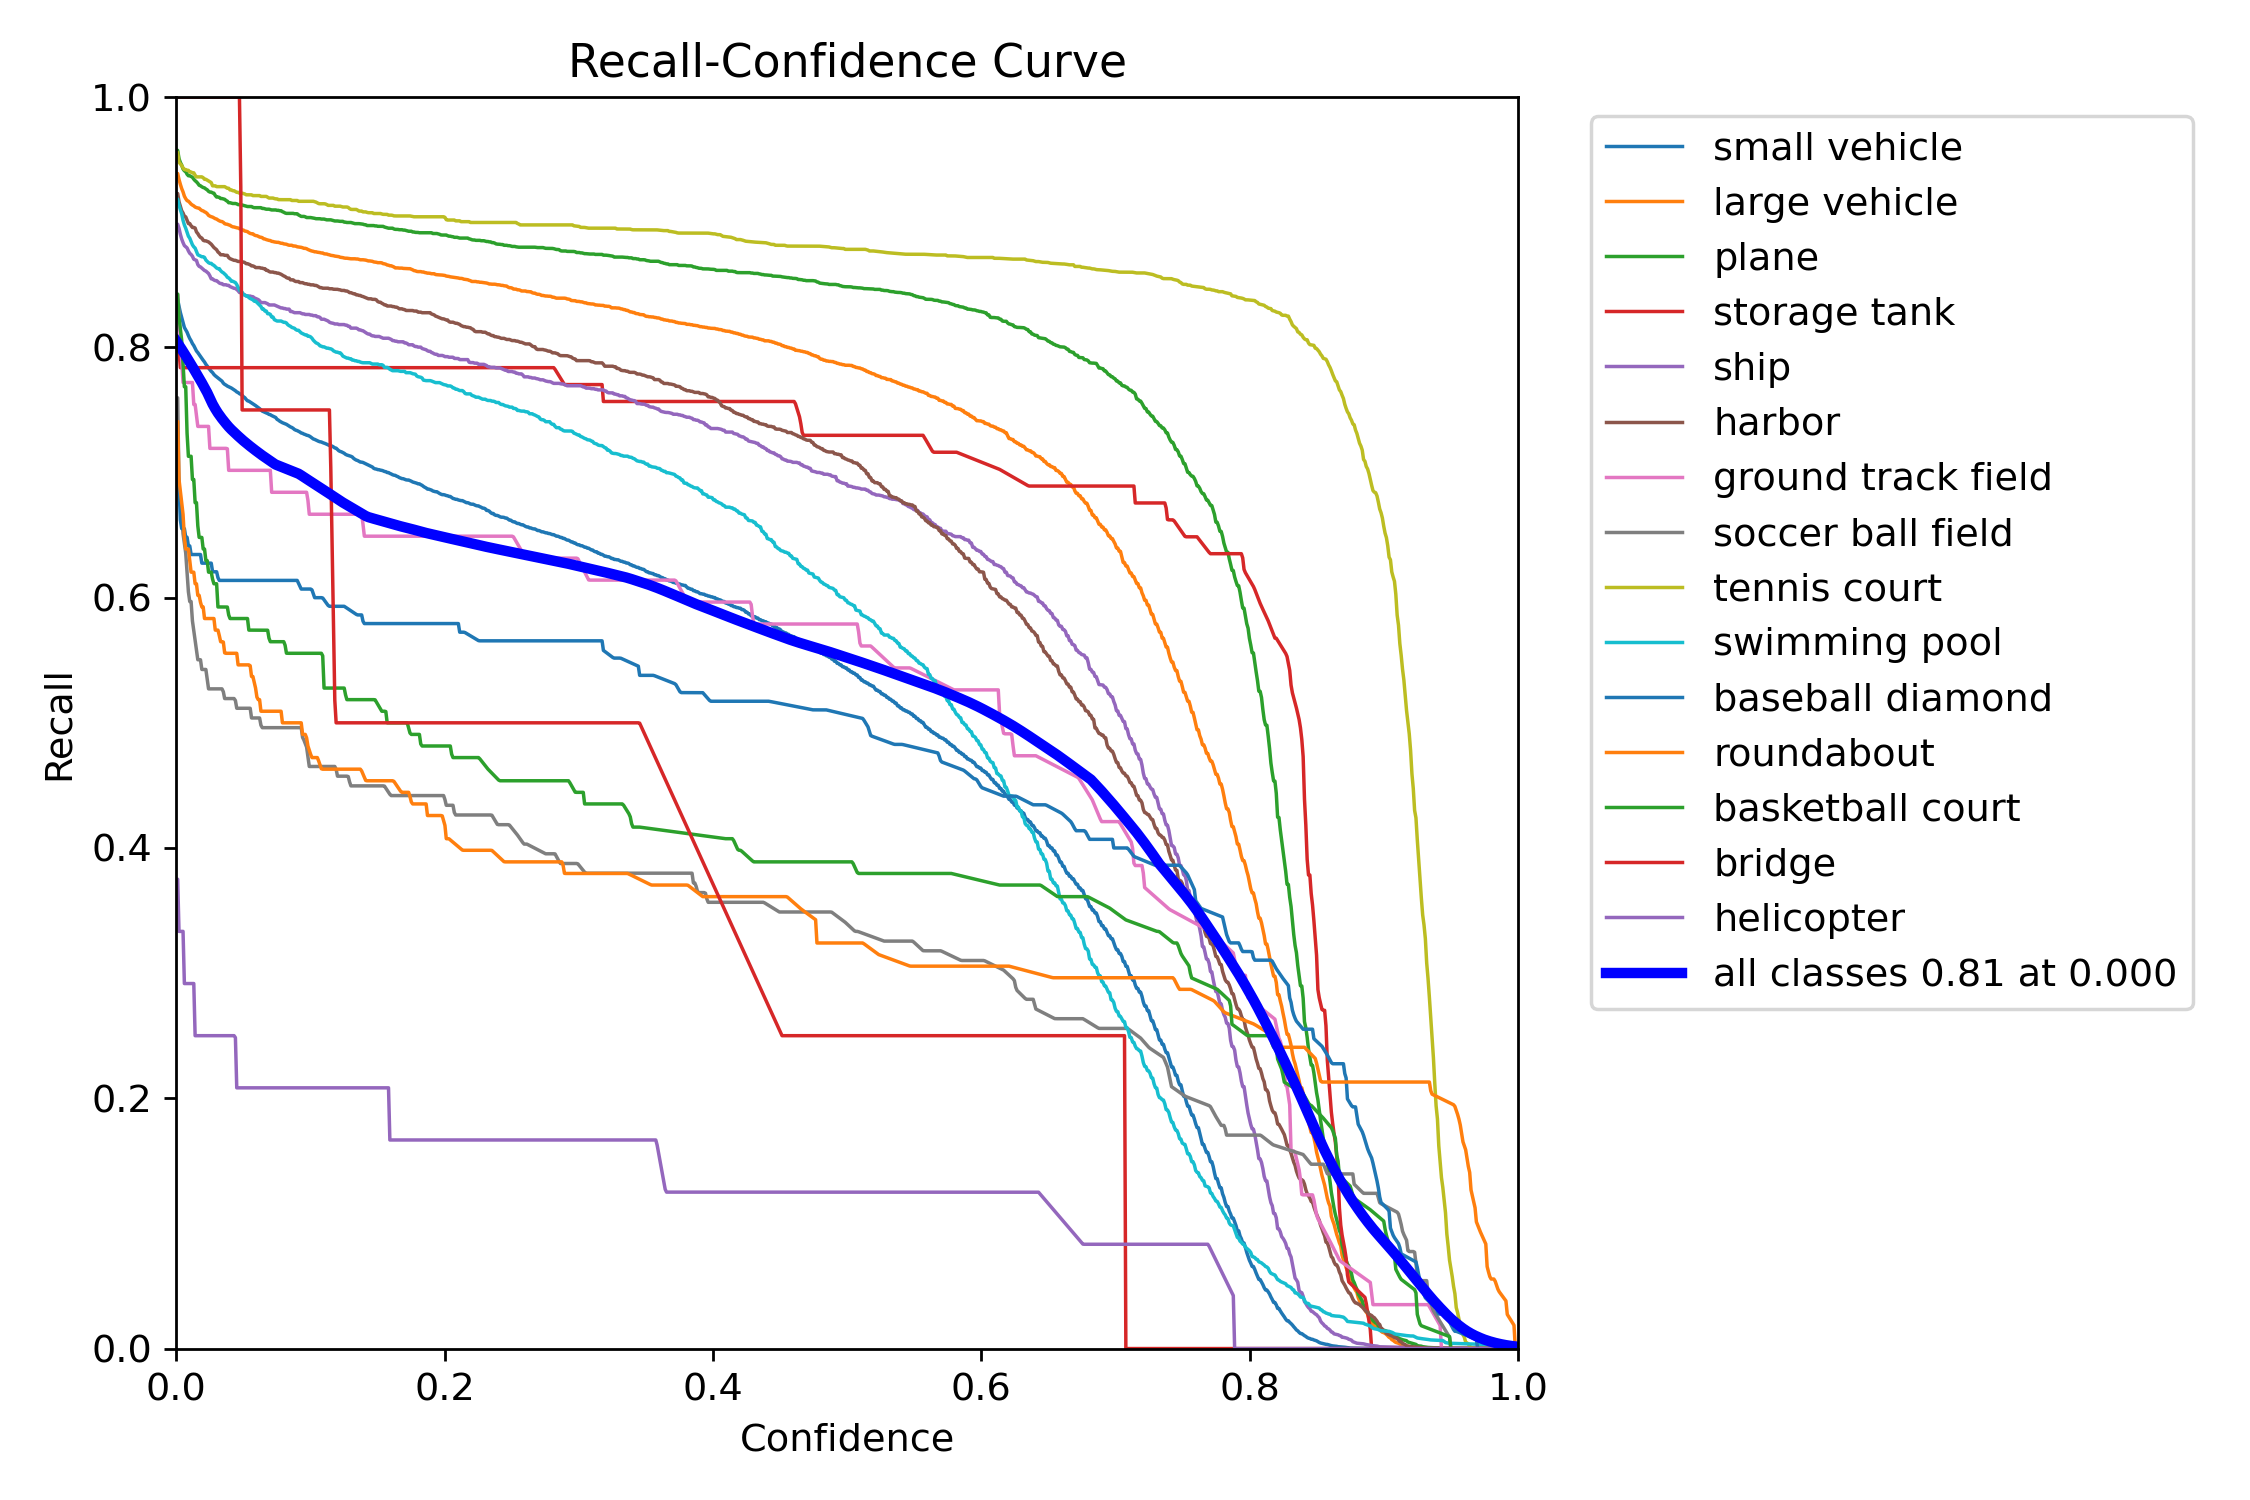 Recall-Confidence Curve
1.0
0.8
0.6
0.4
0.2
0.0
Recall
0.0 0.2 0.4 0.6 0.8 1.0
Confidence
small vehicle
large vehicle
plane
storage tank
ship
harbor
ground track field
soccer ball field
tennis court
swimming pool
baseball diamond
roundabout
basketball court
bridge
helicopter
all classes 0.81 at 0.000